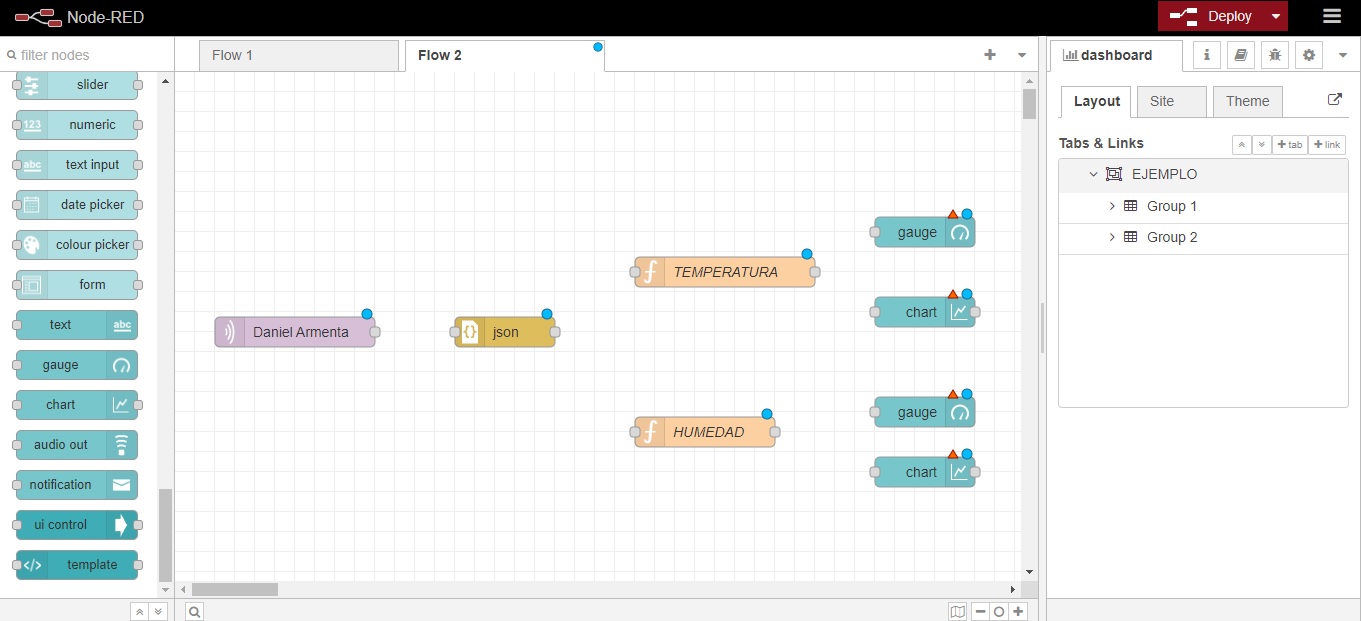 Node-RED
Deploy
filter nodes
Flow 1
Flow 2
dashboard
i
slider
123 numeric
abc text input
date picker
colour picker
form
text abc
gauge
chart
audio out
notification
ui control
</> template
Daniel Armenta
{} json
f TEMPERATURA
f HUMEDAD
gauge
chart
gauge
chart
Layout
Site
Theme
Tabs & Links
+ tab
+ link
EJEMPLO
Group 1
Group 2